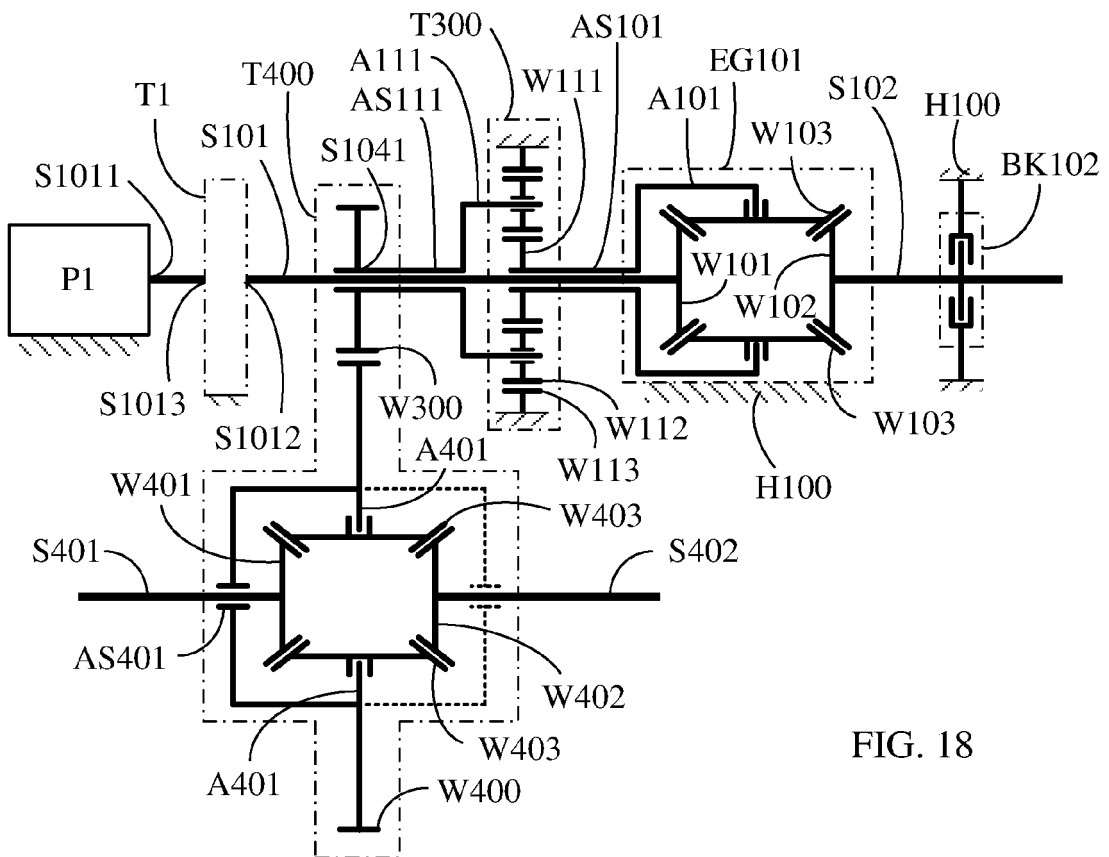 T300
AS101
A111
W111
EG101
T400
AS111
A101
S102
T1
S101
S1041
W103
H100
S1011
BK102
P1
W101
W102
S1013
S1012
W300
W112
W103
W113
H100
A401
W401
W403
S401
S402
AS401
W402
W403
A401
W400
FIG. 18